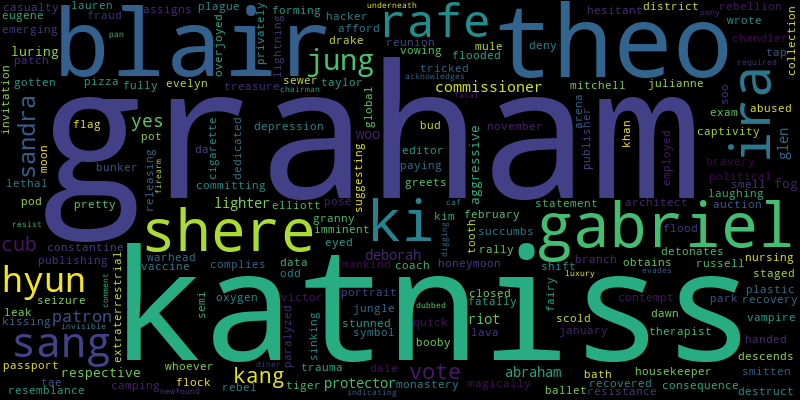 casualty lauren plague forming underneath hesitant district pony rebellion
eugene fraud assigns privately hacker afford rafe wrote chandler
emerging blair overjoyed lightning drake reunion deny theo tap collection
luring jung vowing flooded mule required
patch pizza fully evelyn sewer taylor tricked acknowledges collected
gotten treasure chairman commissioner mitchell julianne ira
invitation sandra flag yes cigarette dedicated depression global woo bud november arena publisher khan employed soo exam abused
moon pot da editor fatal captivity glen
graham
bunker releasing firearm committing suggesting paying aggressive bravery political laughing
lethal pretty lighter elliott pose greets caf statement architect smell fog
pod resist shere granny imminent ki kim february auction
cub constantine eyed digging tooth succumbs gabriel flood
publishing warhead data deborah rally detonates
hyun vaccine complies odd mankind coach honeymoon shift branch obtains russell nursing
seizure extraterrestrial comment semi oxygen victor portrait closed fatally fairy luxury evades contempt park staged
leak patron jungle dubbed quick riot january dawn plastic recovery
kissing invisible katniss sinking stunned symbol booby lava scold therapist vampire
sang paralyzed diner handed
passport respective whoever kang trauma dale vote abraham bath housekeeper descends smitten
tae camping flock tiger protector monastery magically recovered consequence
resemblance newfound rebel indicating ballet resistance destruct
pan